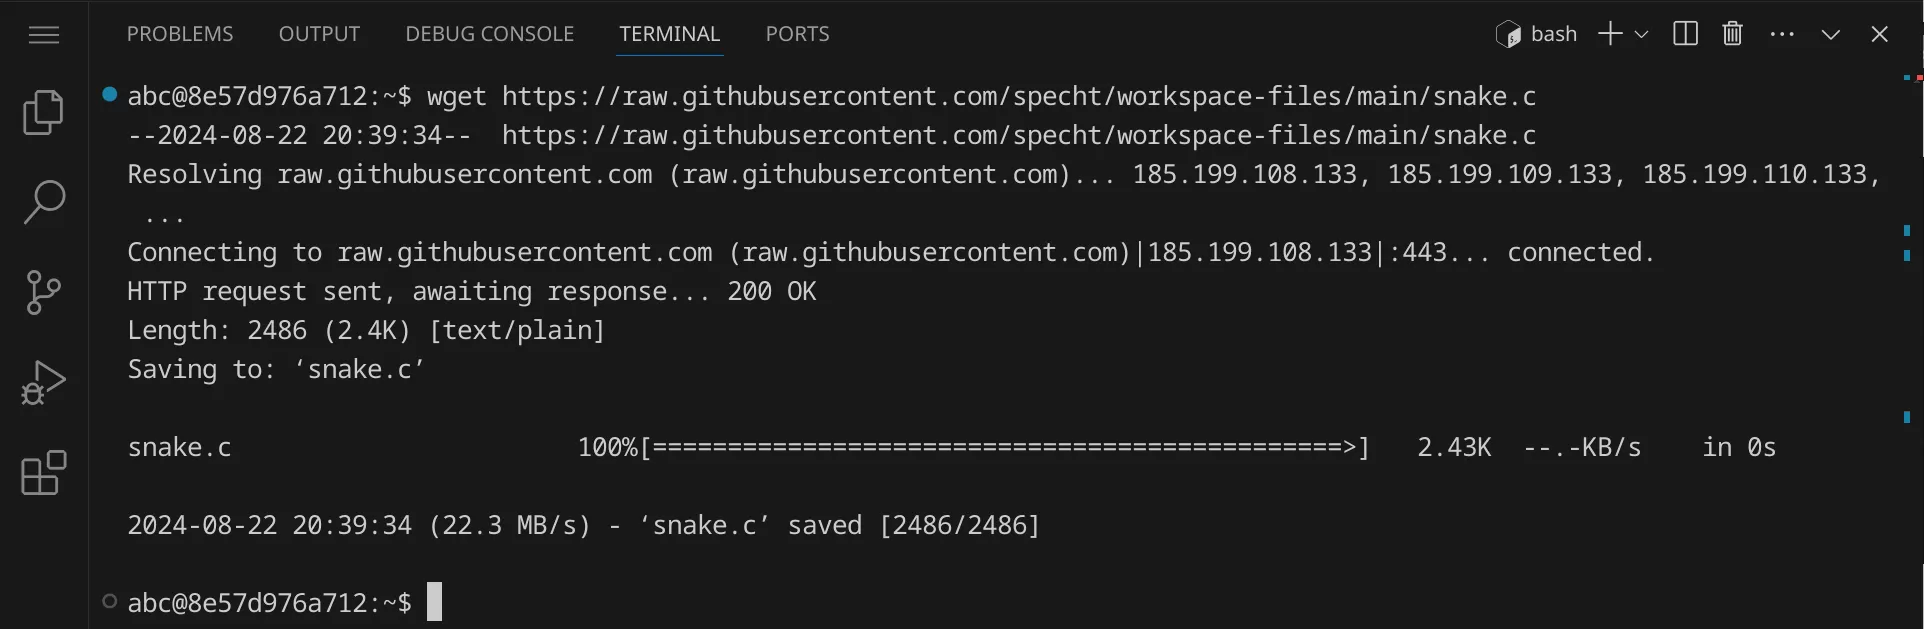 PROBLEMS OUTPUT DEBUG CONSOLE TERMINAL PORTS bash
abc@8e57d976a712:~$ wget https://raw.githubusercontent.com/specht/workspace-files/main/snake.c
--2024-08-22 20:39:34--  https://raw.githubusercontent.com/specht/workspace-files/main/snake.c
Resolving raw.githubusercontent.com (raw.githubusercontent.com)... 185.199.108.133, 185.199.109.133, 185.199.110.133,
 ...
Connecting to raw.githubusercontent.com (raw.githubusercontent.com)|185.199.108.133|:443... connected.
HTTP request sent, awaiting response... 200 OK
Length: 2486 (2.4K) [text/plain]
Saving to: ‘snake.c’
snake.c                       100%[==============================================>]   2.43K  --.-KB/s    in 0s
2024-08-22 20:39:34 (22.3 MB/s) - ‘snake.c’ saved [2486/2486]
abc@8e57d976a712:~$